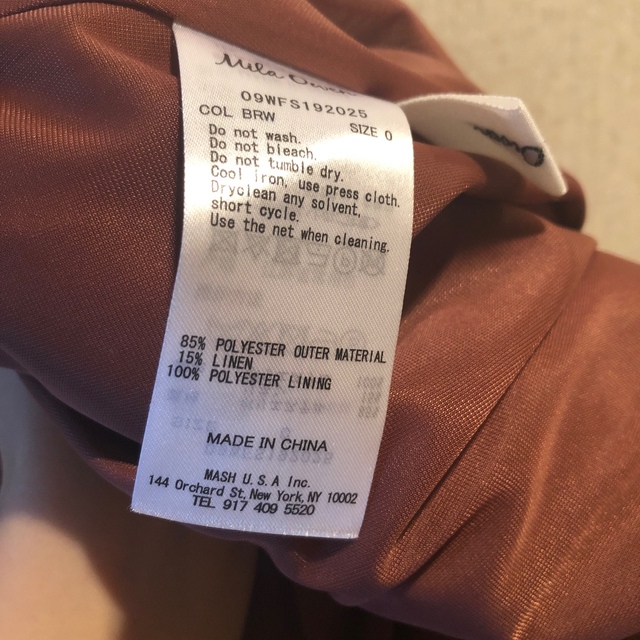 Mila Owen
09WFS192025
COL BRW SIZE 0
Do not wash.
Do not bleach.
Do not tumble dry.
Cool iron, use press cloth.
Dryclean any solvent,
short cycle.
Use the net when cleaning.
85% POLYESTER OUTER MATERIAL
15% LINEN
100% POLYESTER LINING
MADE IN CHINA
MASH U.S.A Inc.
144 Orchard St, New York, NY 10002
TEL 917 409 5520